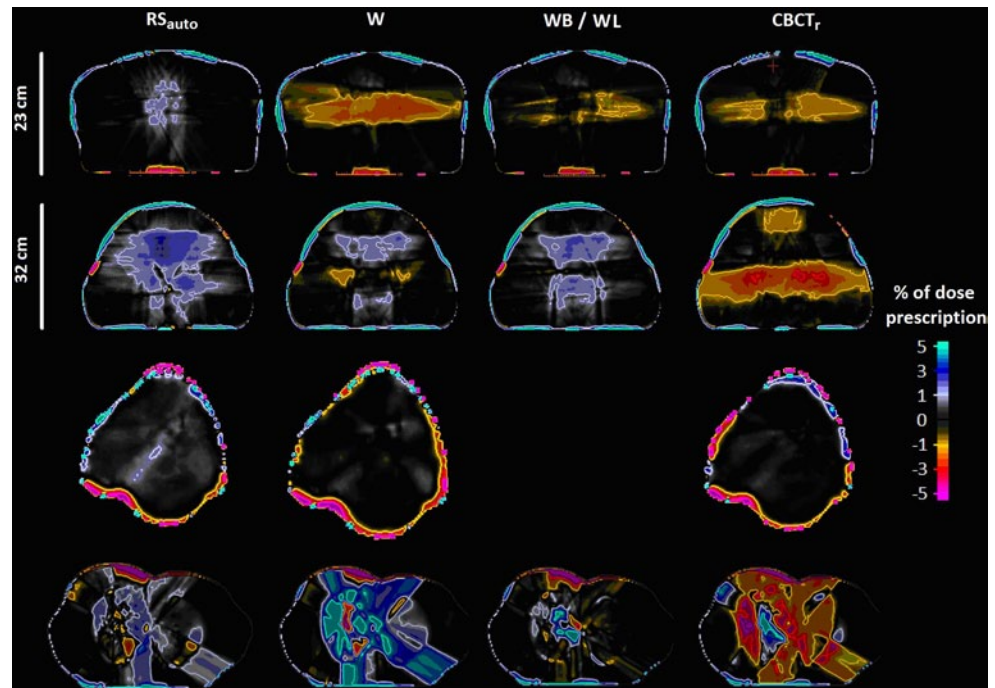 RSauto
W
WB / WL
CBCTr
23 cm
32 cm
% of dose
prescription
5
3
1
0
-1
-3
-5